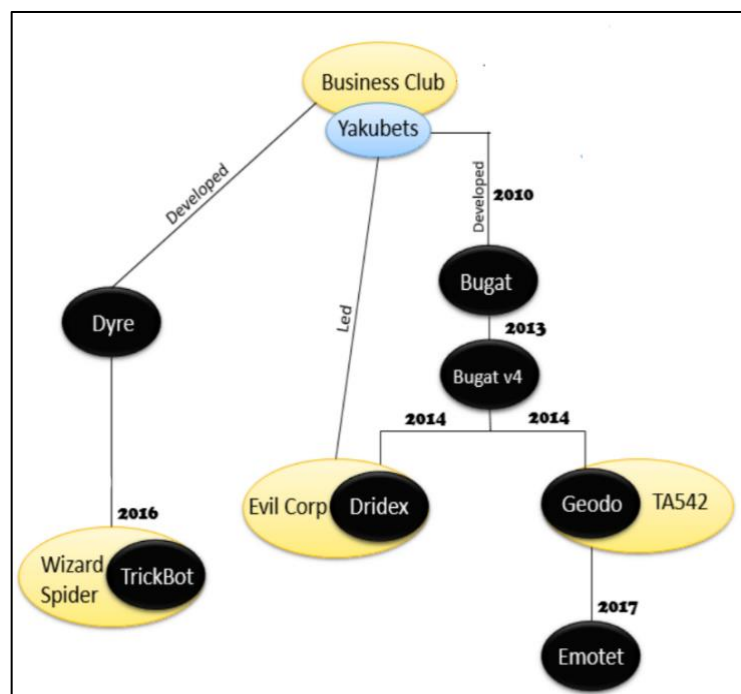 Business Club
Yakubets
Developed
Developed
2010
Bugat
Dyre
Led
2013
Bugat v4
2014
2014
Evil Corp
Dridex
Geodo
TA542
2016
Wizard
Spider
TrickBot
2017
Emotet